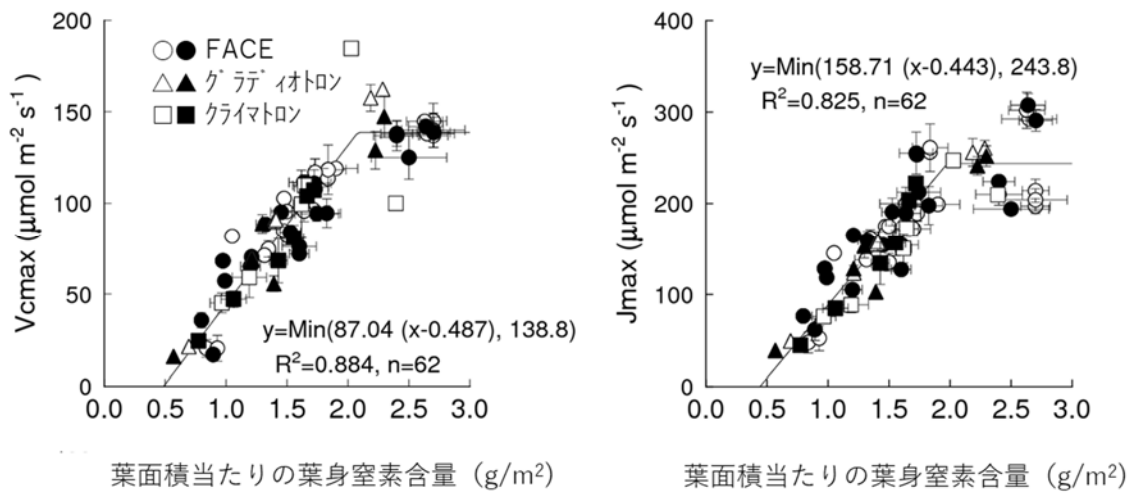 200
150
100
50
0
Vcmax (μmol m-2 s-1)
FACE
グラディオトロン
クライマトロン
y=Min(87.04 (x-0.487), 138.8)
R2=0.884, n=62
0.0 0.5 1.0 1.5 2.0 2.5 3.0
葉面積当たりの葉身窒素含量 (g/m²)
400
300
200
100
0
Jmax (μmol m-2 s-1)
y=Min(158.71 (x-0.443), 243.8)
R2=0.825, n=62
0.0 0.5 1.0 1.5 2.0 2.5 3.0
葉面積当たりの葉身窒素含量 (g/m²)